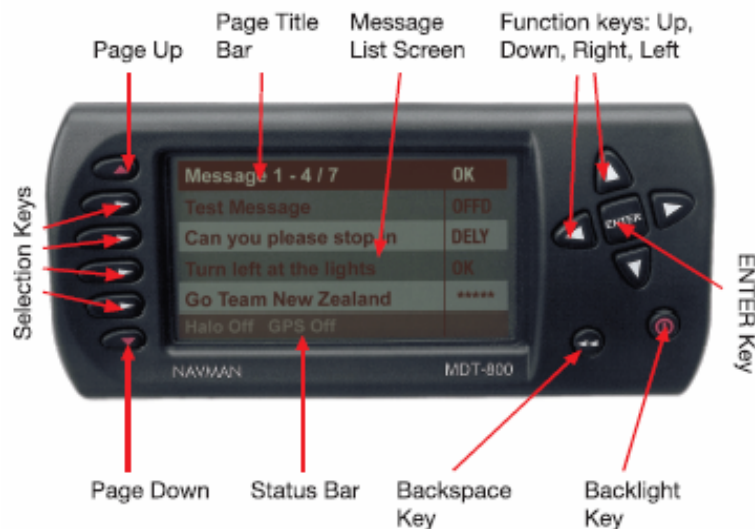 Page Up
Page Title
Bar
Message
List Screen
Function keys: Up,
Down, Right, Left
Selection Keys
Message 1 - 4 / 7 OK
Test Message OFFD
Can you please stop in DELY
Turn left at the lights OK
Go Team New Zealand *****
Halo Off GPS Off
ENTER
ENTER Key
NAVMAN MDT-800
Page Down
Status Bar
Backspace
Key
Backlight
Key